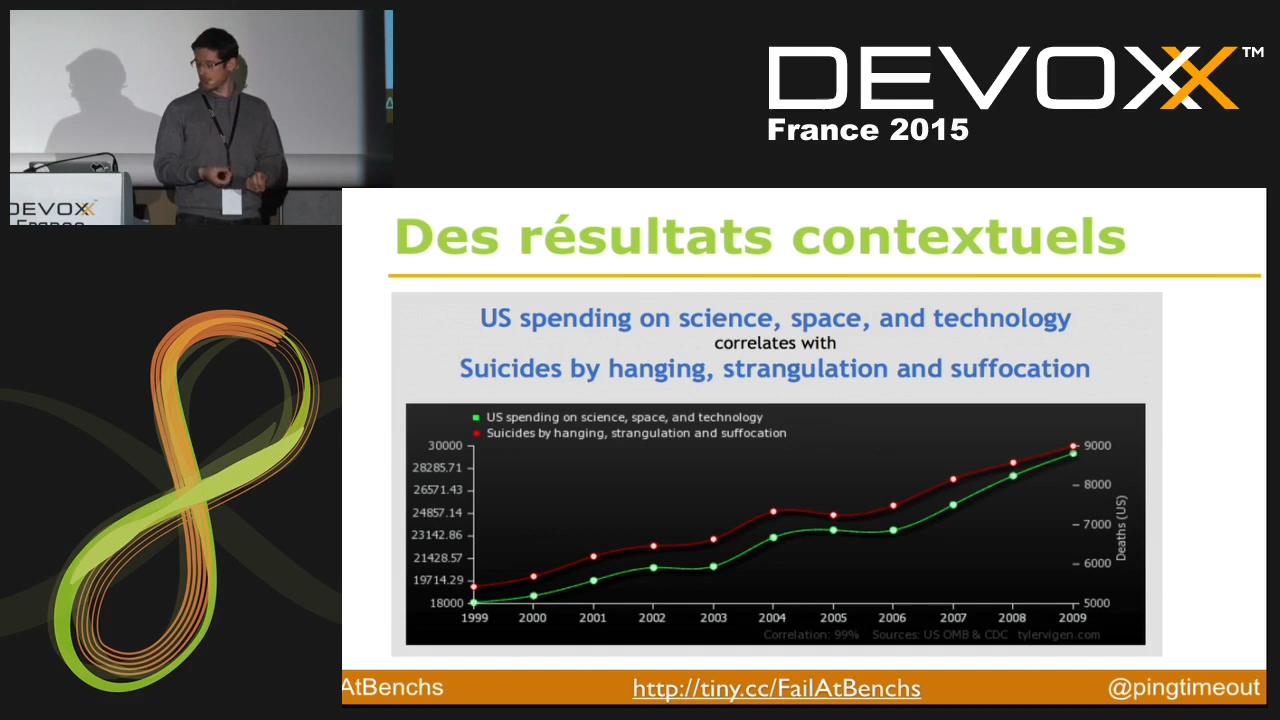 DEVOXX™
France 2015
DEVOXX
France
Des résultats contextuels
US spending on science, space, and technology
correlates with
Suicides by hanging, strangulation and suffocation
US spending on science, space, and technology
Suicides by hanging, strangulation and suffocation
30000
28285.71
26571.43
24857.14
23142.86
21428.57
19714.29
18000
9000
8000
7000
6000
5000
Deaths (US)
1999 2000 2001 2002 2003 2004 2005 2006 2007 2008 2009
Correlation: 99% Sources: US OMB & CDC tylervigen.com
AtBenchs
http://tiny.cc/FailAtBenchs
@pingtimeout